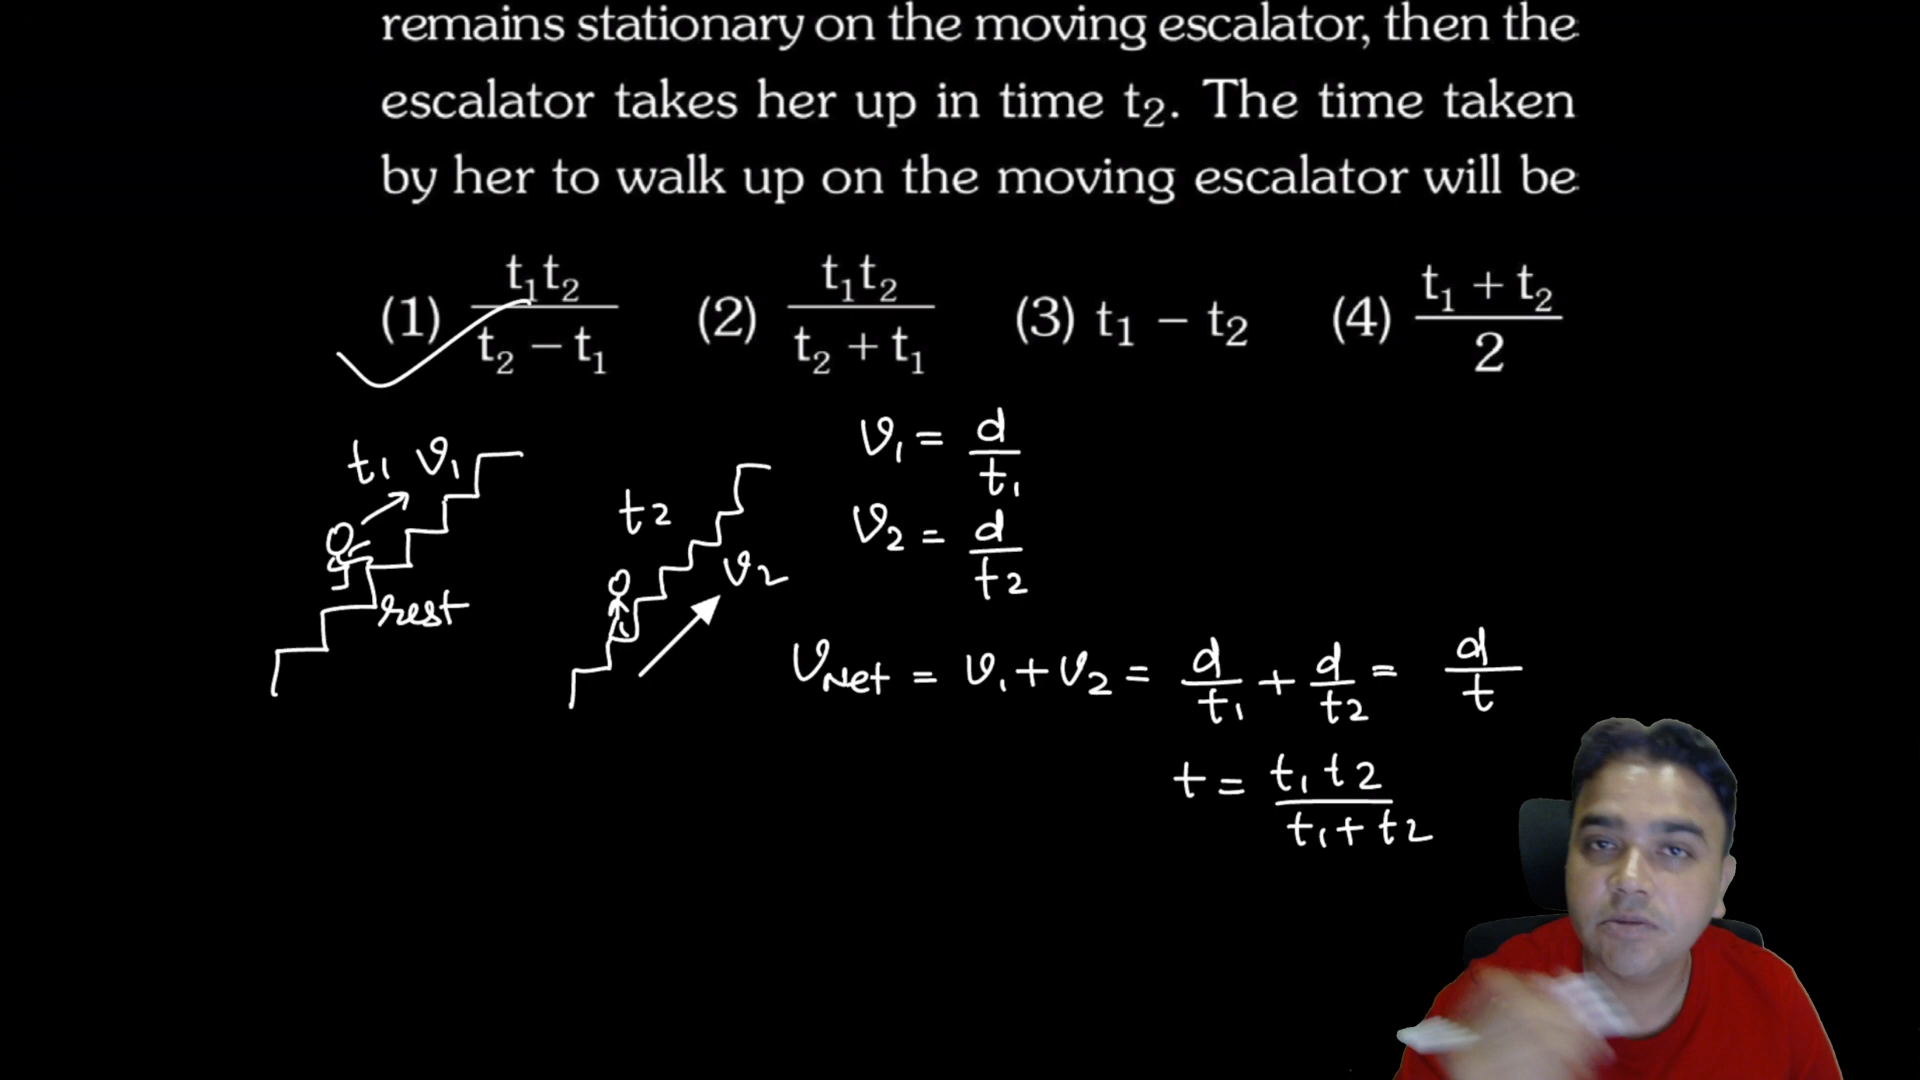 remains stationary on the moving escalator, then the
escalator takes her up in time t₂. The time taken
by her to walk up on the moving escalator will be
(1) t₁t₂ / t₂ − t₁ (2) t₁t₂ / t₂ + t₁ (3) t₁ − t₂ (4) t₁ + t₂ / 2
t₁ v₁
rest
t₂
v₂
v₁ = d / t₁
v₂ = d / t₂
vNet = v₁ + v₂ = d / t₁ + d / t₂ = d / t
t = t₁ t₂ / t₁ + t₂